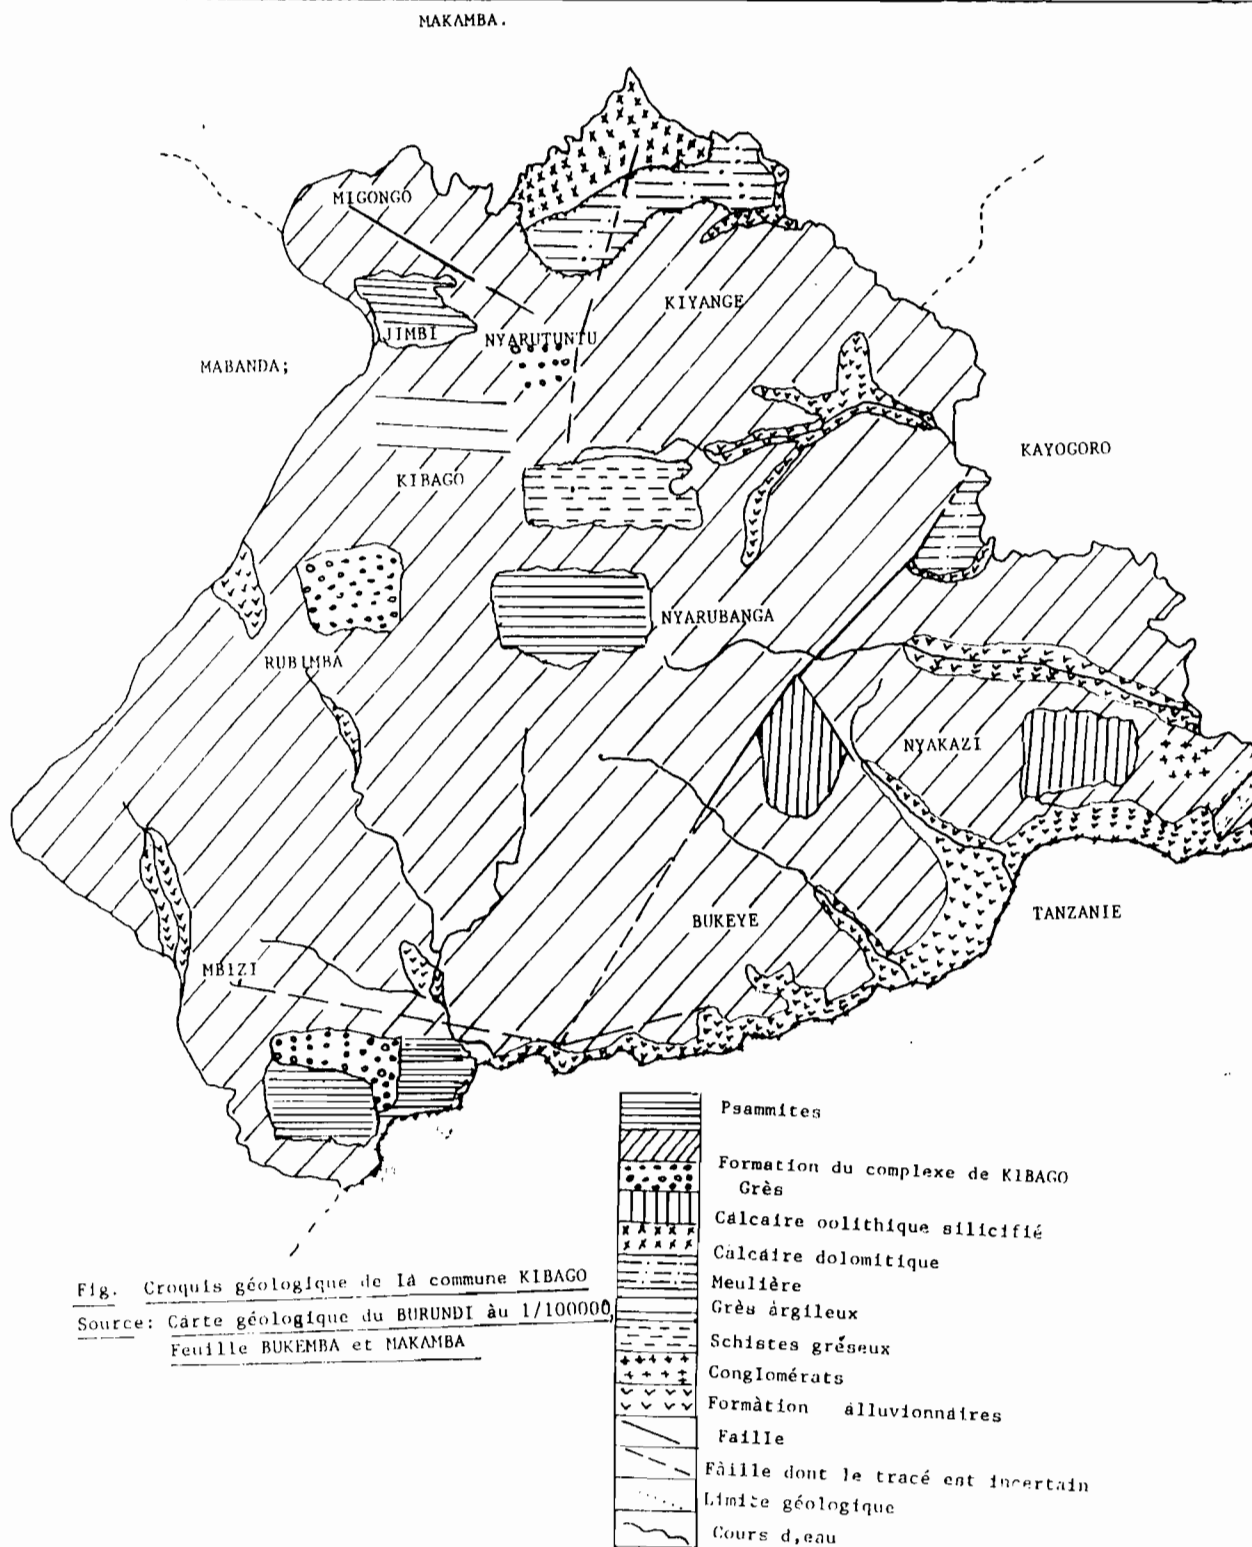 MAKAMBA.
MIGONGO
KIYANGE
JIMBI
NYARUTUNTU
MABANDA;
KAYOGORO
KIBAGO
NYARUBANGA
RUBIMBA
NYAKAZI
TANZANIE
BUKEYE
MBIZI
Psammites
Formation du complexe de KIBAGO
Grès
Calcaire oolithique silicifié
Calcaire dolomitique
Meulière
Grès argileux
Schistes gréseux
Conglomérats
Formàtion alluvionnaires
Faille
Fàille dont le tracé est incertain
Limite géologique
Cours d,eau
Fig. Croquis géologique de la commune KIBAGO
Source: Carte géologique du BURUNDI àu 1/100000,
Feuille BUKEMBA et MAKAMBA